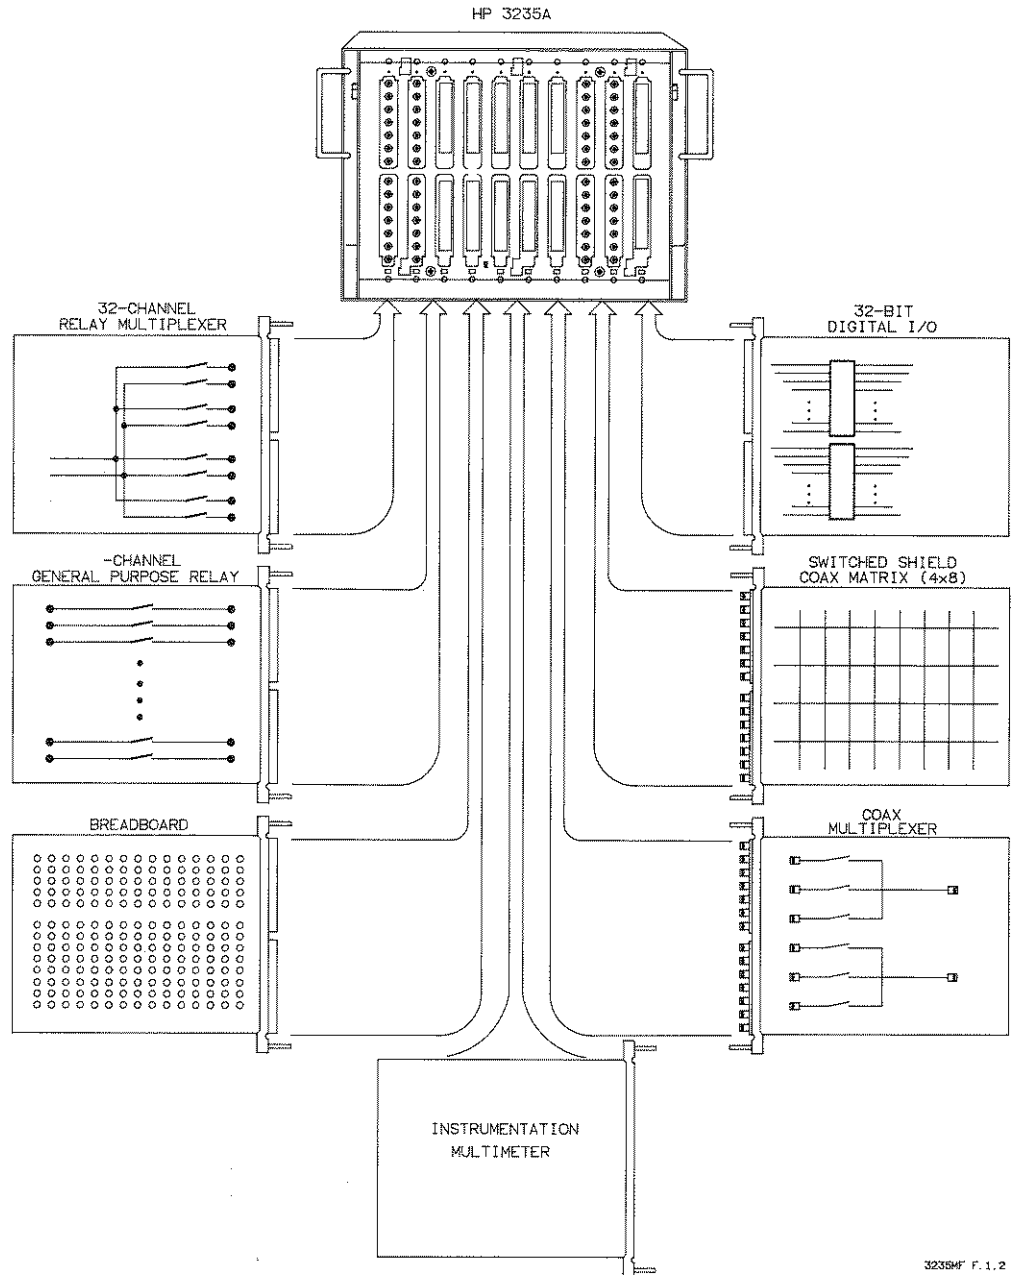 HP 3235A
32-CHANNEL
RELAY MULTIPLEXER
32-BIT
DIGITAL I/O
-CHANNEL
GENERAL PURPOSE RELAY
SWITCHED SHIELD
COAX MATRIX (4x8)
BREADBOARD
COAX
MULTIPLEXER
INSTRUMENTATION
MULTIMETER
3235MF F.1.2